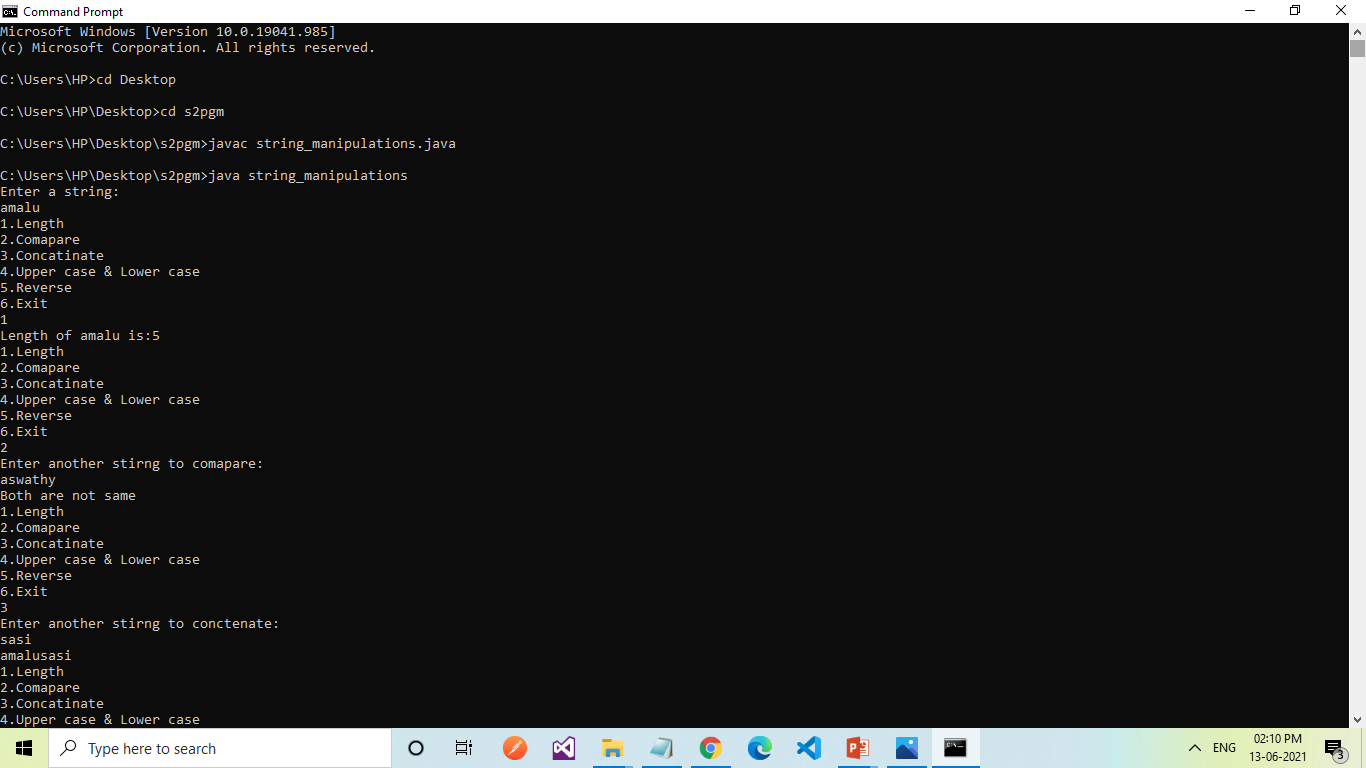 Command Prompt
Microsoft Windows [Version 10.0.19041.985]
(c) Microsoft Corporation. All rights reserved.
C:\Users\HP>cd Desktop
C:\Users\HP\Desktop>cd s2pgm
C:\Users\HP\Desktop\s2pgm>javac string_manipulations.java
C:\Users\HP\Desktop\s2pgm>java string_manipulations
Enter a string:
amalu
1.Length
2.Comapare
3.Concatinate
4.Upper case & Lower case
5.Reverse
6.Exit
1
Length of amalu is:5
1.Length
2.Comapare
3.Concatinate
4.Upper case & Lower case
5.Reverse
6.Exit
2
Enter another stirng to comapare:
aswathy
Both are not same
1.Length
2.Comapare
3.Concatinate
4.Upper case & Lower case
5.Reverse
6.Exit
3
Enter another stirng to conctenate:
sasi
amalusasi
1.Length
2.Comapare
3.Concatinate
4.Upper case & Lower case
Type here to search
ENG
02:10 PM
13-06-2021
3